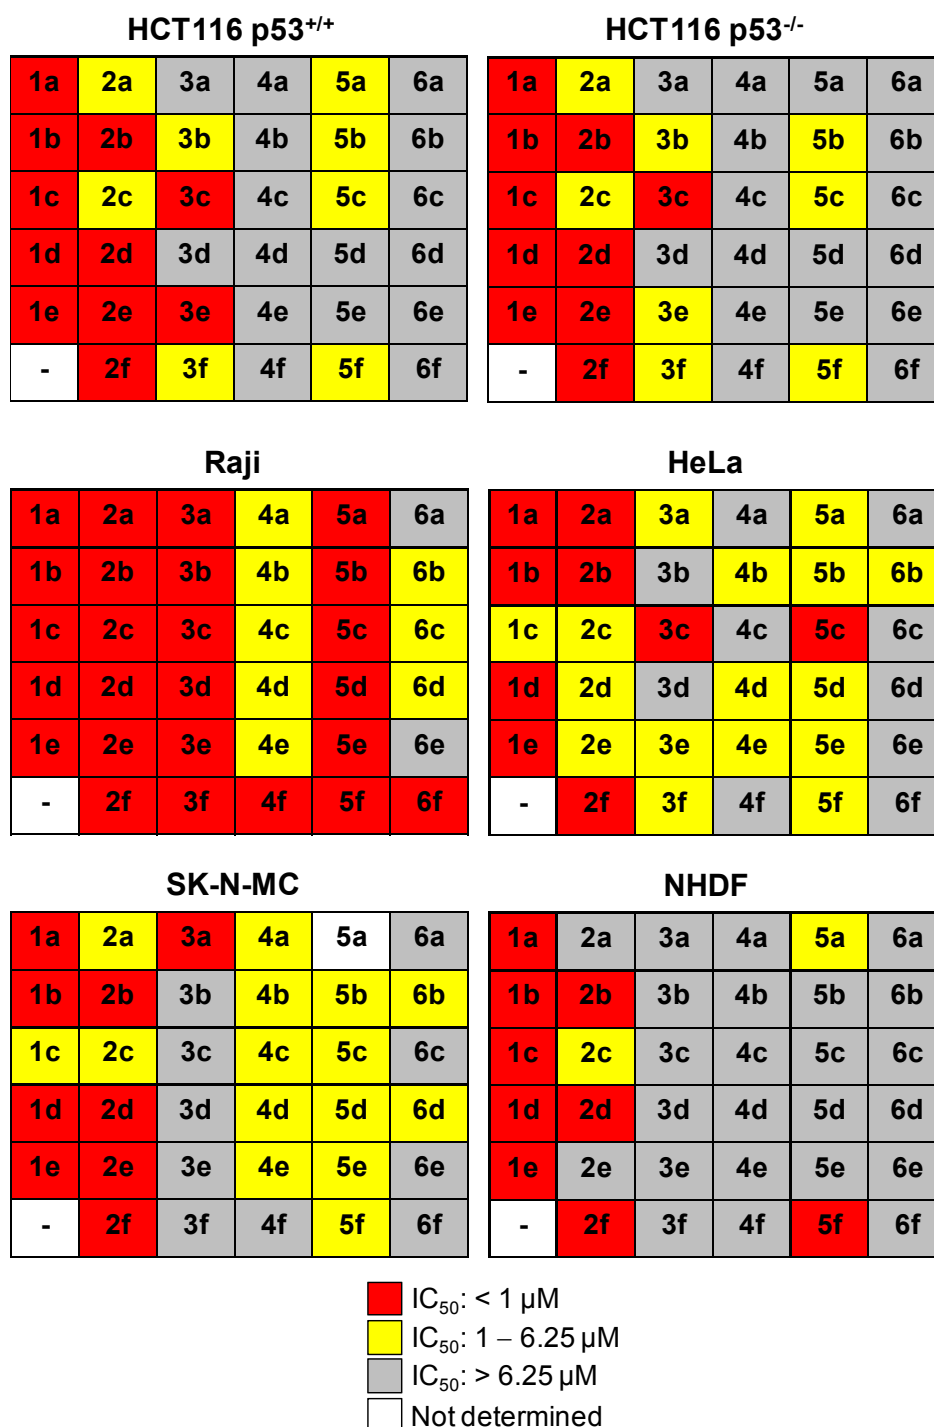 HCT116 p53+/+
1a 2a 3a 4a 5a 6a
1b 2b 3b 4b 5b 6b
1c 2c 3c 4c 5c 6c
1d 2d 3d 4d 5d 6d
1e 2e 3e 4e 5e 6e
- 2f 3f 4f 5f 6f
HCT116 p53-/-
1a 2a 3a 4a 5a 6a
1b 2b 3b 4b 5b 6b
1c 2c 3c 4c 5c 6c
1d 2d 3d 4d 5d 6d
1e 2e 3e 4e 5e 6e
- 2f 3f 4f 5f 6f
Raji
1a 2a 3a 4a 5a 6a
1b 2b 3b 4b 5b 6b
1c 2c 3c 4c 5c 6c
1d 2d 3d 4d 5d 6d
1e 2e 3e 4e 5e 6e
- 2f 3f 4f 5f 6f
HeLa
1a 2a 3a 4a 5a 6a
1b 2b 3b 4b 5b 6b
1c 2c 3c 4c 5c 6c
1d 2d 3d 4d 5d 6d
1e 2e 3e 4e 5e 6e
- 2f 3f 4f 5f 6f
SK-N-MC
1a 2a 3a 4a 5a 6a
1b 2b 3b 4b 5b 6b
1c 2c 3c 4c 5c 6c
1d 2d 3d 4d 5d 6d
1e 2e 3e 4e 5e 6e
- 2f 3f 4f 5f 6f
NHDF
1a 2a 3a 4a 5a 6a
1b 2b 3b 4b 5b 6b
1c 2c 3c 4c 5c 6c
1d 2d 3d 4d 5d 6d
1e 2e 3e 4e 5e 6e
- 2f 3f 4f 5f 6f
IC50: < 1 µM
IC50: 1 – 6.25 µM
IC50: > 6.25 µM
Not determined